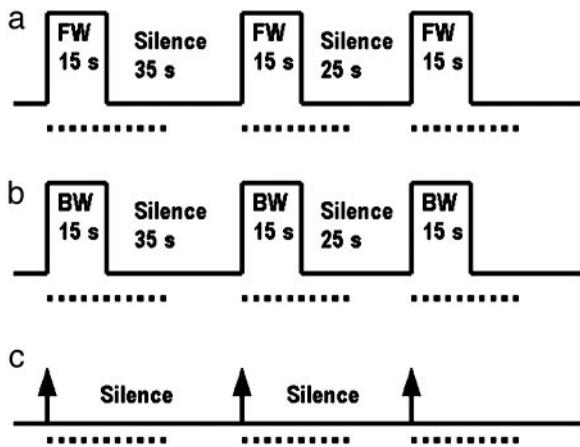 a
FW Silence FW Silence FW
15 s 35 s 15 s 25 s 15 s
b
BW Silence BW Silence BW
15 s 35 s 15 s 25 s 15 s
c
Silence Silence